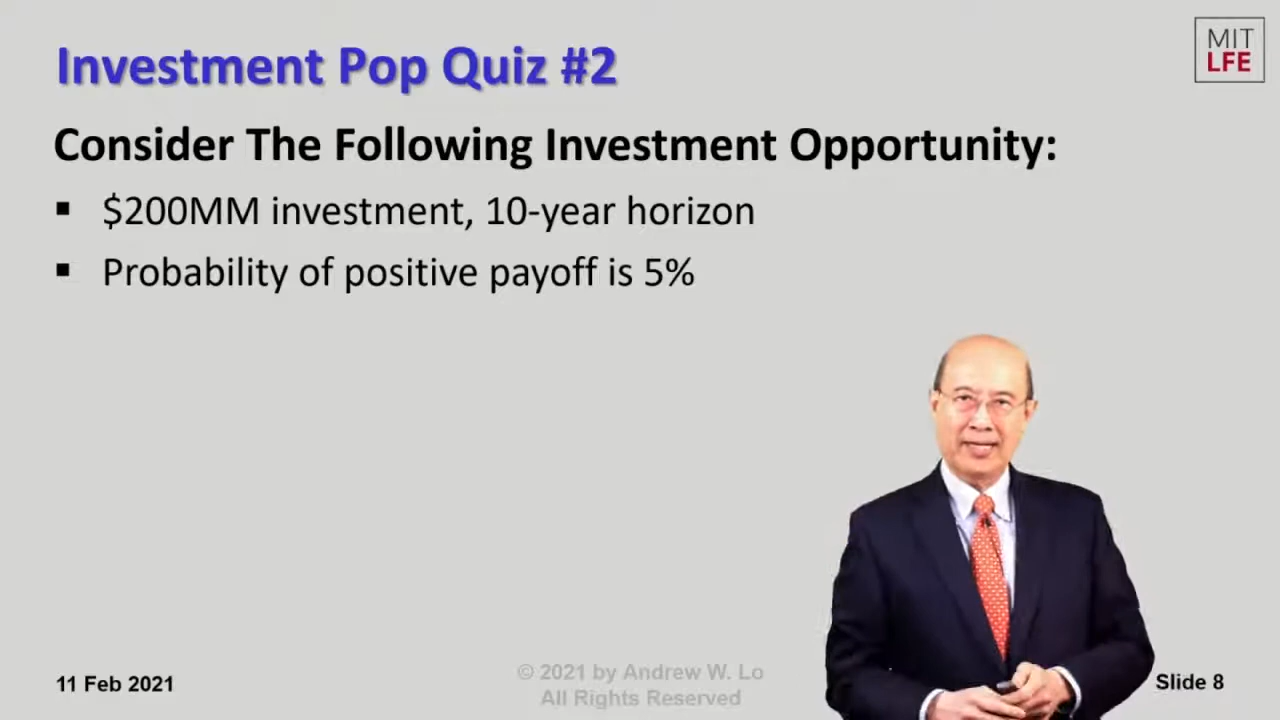 Investment Pop Quiz #2
MIT
LFE
Consider The Following Investment Opportunity:
▪ $200MM investment, 10-year horizon
▪ Probability of positive payoff is 5%
11 Feb 2021
© 2021 by Andrew W. Lo
All Rights Reserved
Slide 8